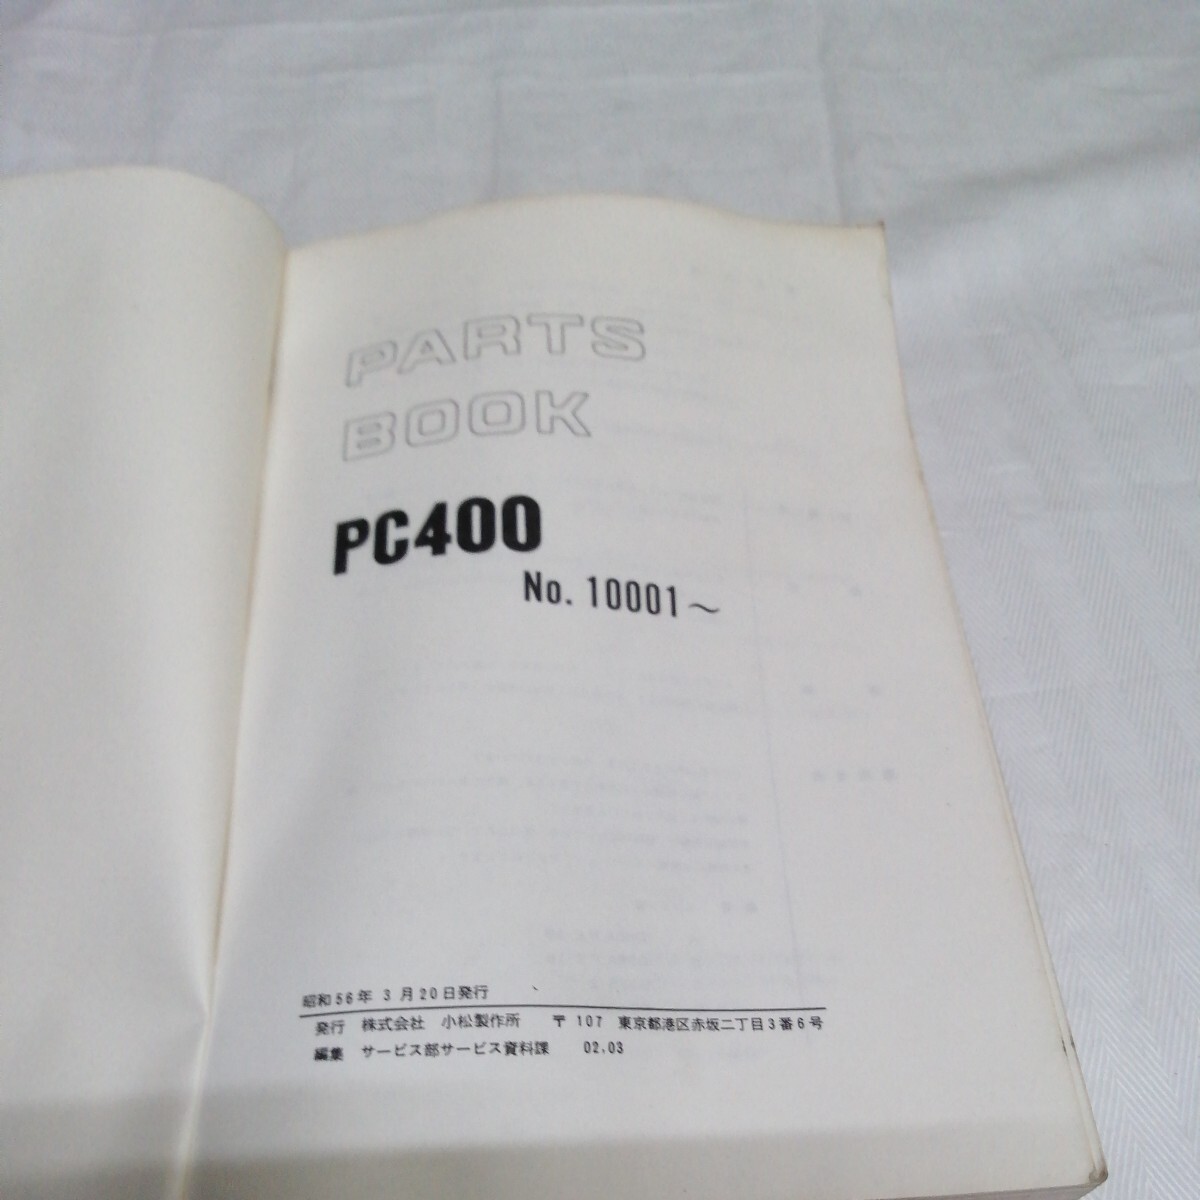 PARTS
BOOK
PC400
No. 10001～
昭和56年 3月20日発行
発行 株式会社 小松製作所 〒107 東京都港区赤坂二丁目3番6号
編集 サービス部サービス資料課 02.03